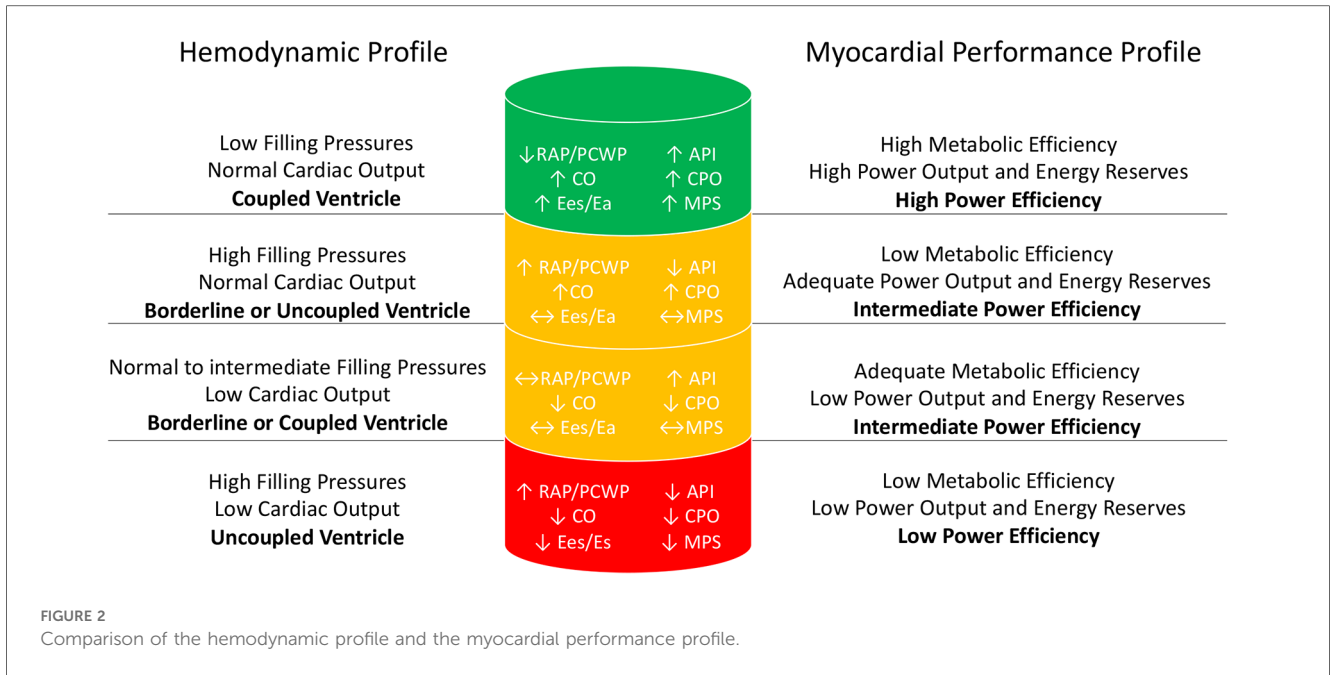 Hemodynamic Profile
Myocardial Performance Profile
Low Filling Pressures
Normal Cardiac Output
Coupled Ventricle
↓RAP/PCWP ↑ API
↑ CO ↑ CPO
↑ Ees/Ea ↑ MPS
High Metabolic Efficiency
High Power Output and Energy Reserves
High Power Efficiency
High Filling Pressures
Normal Cardiac Output
Borderline or Uncoupled Ventricle
↑ RAP/PCWP ↓ API
↑CO ↑ CPO
↔ Ees/Ea ↔MPS
Low Metabolic Efficiency
Adequate Power Output and Energy Reserves
Intermediate Power Efficiency
Normal to intermediate Filling Pressures
Low Cardiac Output
Borderline or Coupled Ventricle
↔RAP/PCWP ↑ API
↓ CO ↓ CPO
↔ Ees/Ea ↔MPS
Adequate Metabolic Efficiency
Low Power Output and Energy Reserves
Intermediate Power Efficiency
High Filling Pressures
Low Cardiac Output
Uncoupled Ventricle
↑ RAP/PCWP ↓ API
↓ CO ↓ CPO
↓ Ees/Es ↓ MPS
Low Metabolic Efficiency
Low Power Output and Energy Reserves
Low Power Efficiency
FIGURE 2
Comparison of the hemodynamic profile and the myocardial performance profile.